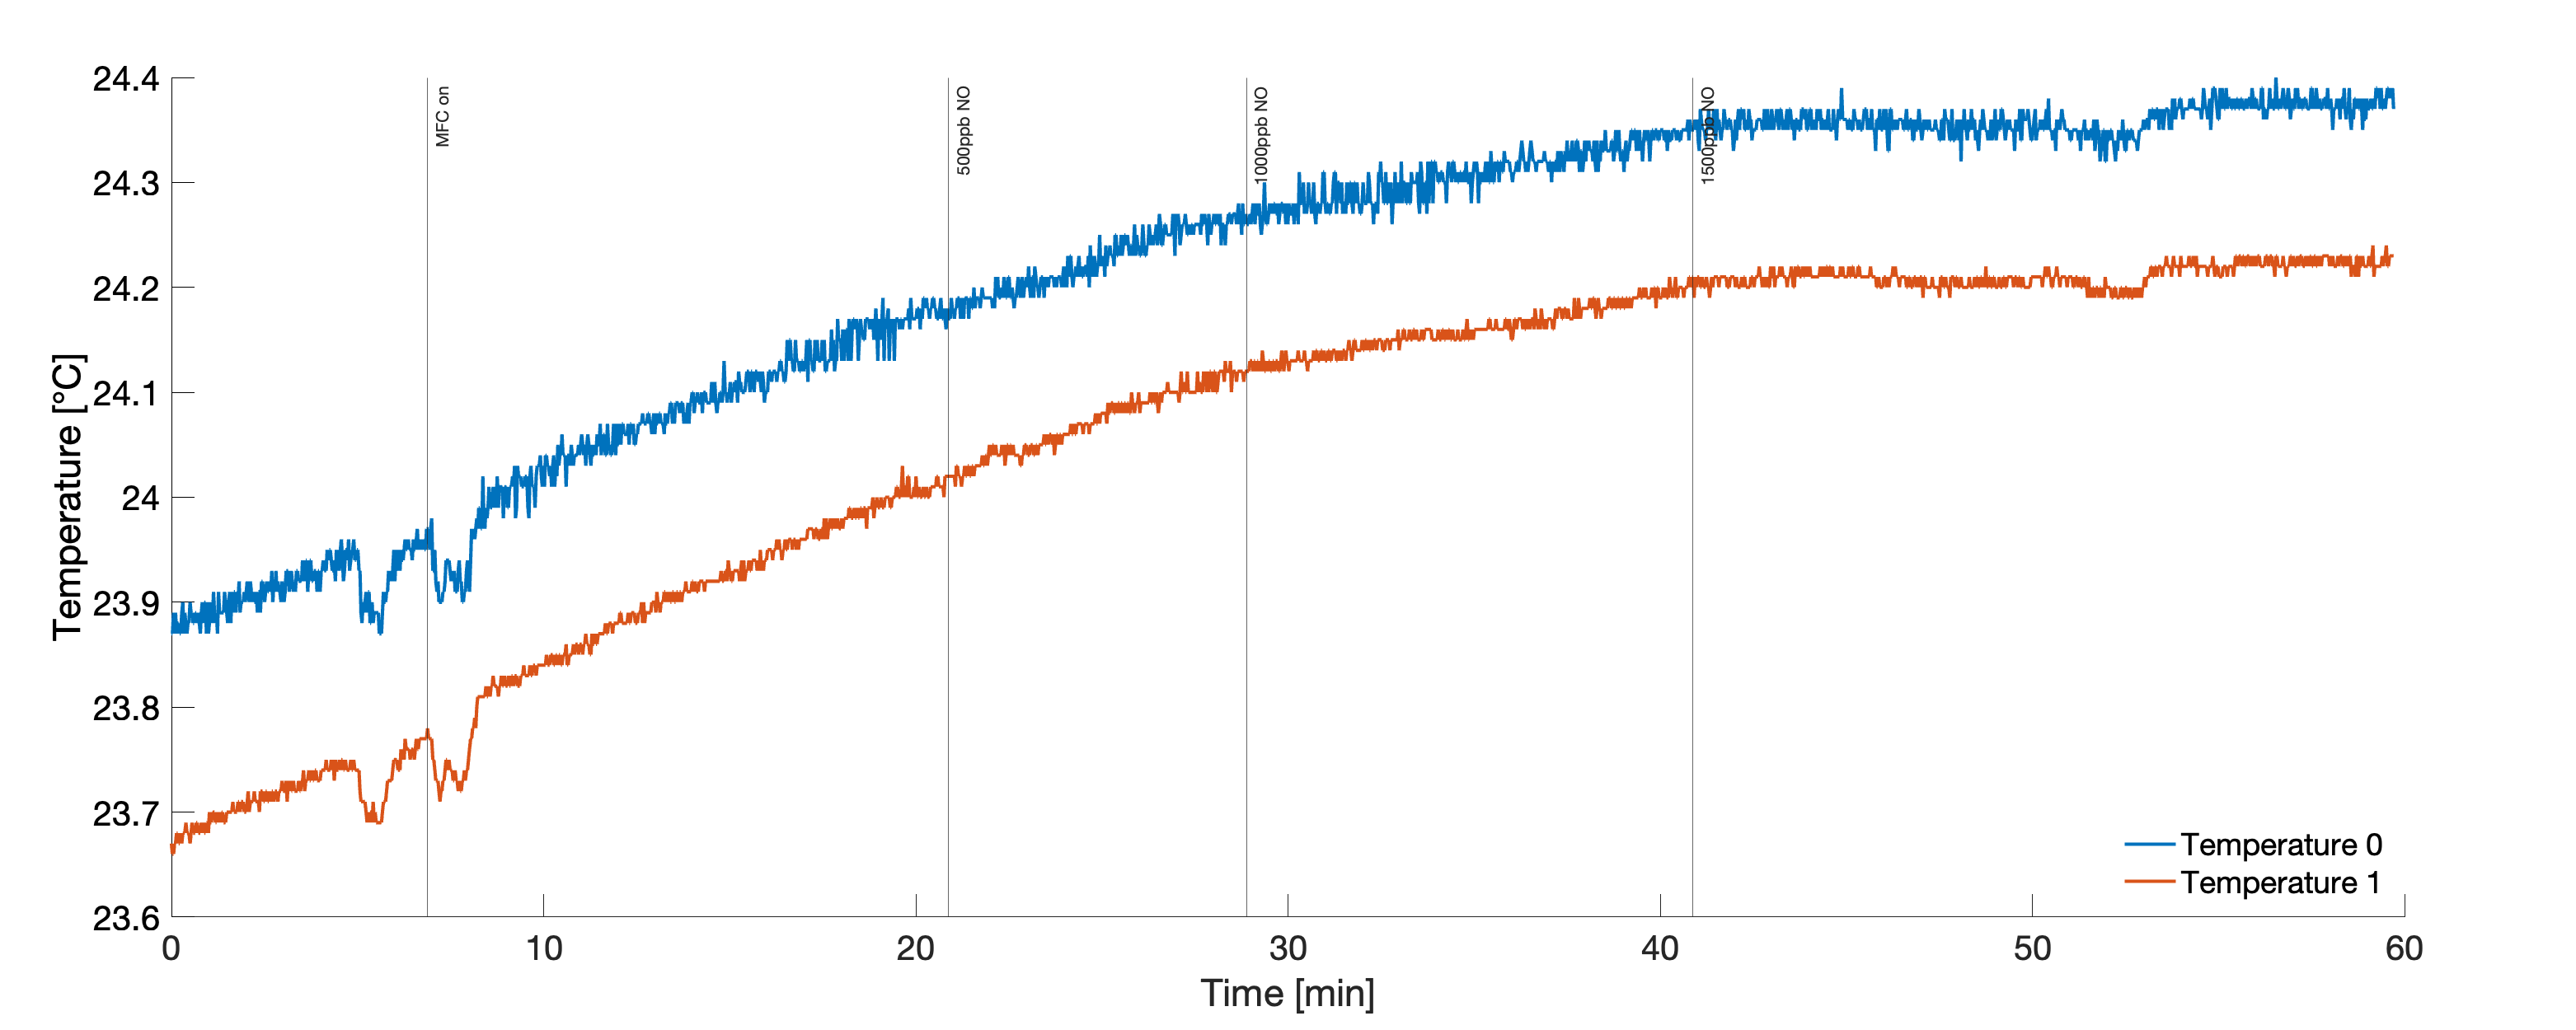 24.4
24.3
24.2
24.1
24
23.9
23.8
23.7
23.6
Temperature [°C]
MFC on
500ppb NO
1000ppb NO
1500ppb NO
Temperature 0
Temperature 1
0 10 20 30 40 50 60
Time [min]